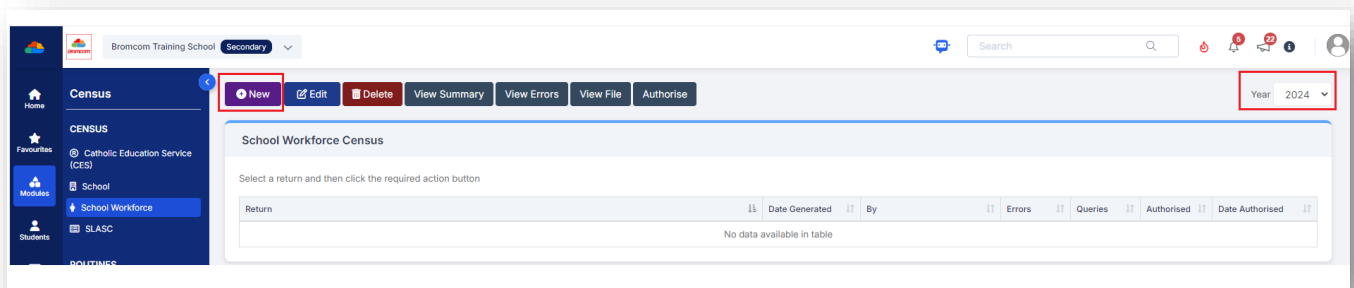 Bromcom Training School Secondary
Search
5
22
Home
Favourites
Modules
Students
Census
CENSUS
Catholic Education Service
(CES)
School
School Workforce
SLASC
ROUTINES
New Edit Delete View Summary View Errors View File Authorise
Year 2024
School Workforce Census
Select a return and then click the required action button
Return Date Generated By Errors Queries Authorised Date Authorised
No data available in table